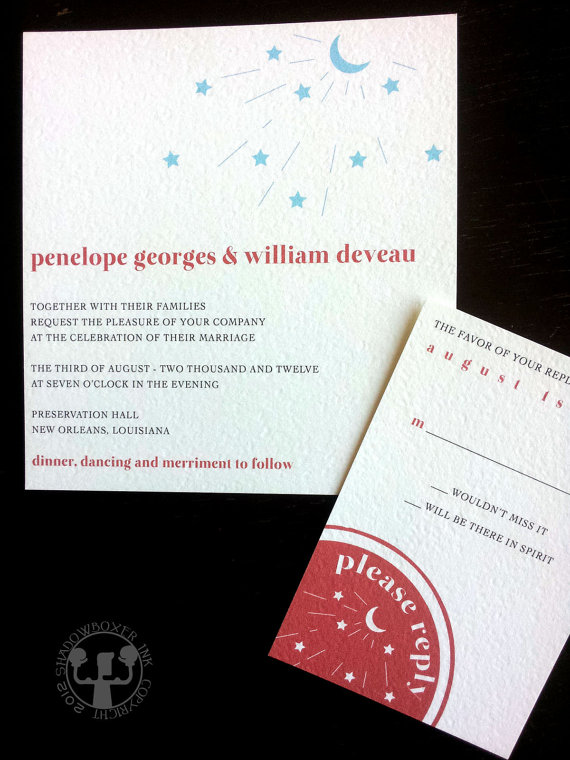 penelope georges & william deveau
TOGETHER WITH THEIR FAMILIES
REQUEST THE PLEASURE OF YOUR COMPANY
AT THE CELEBRATION OF THEIR MARRIAGE
THE THIRD OF AUGUST - TWO THOUSAND AND TWELVE
AT SEVEN O'CLOCK IN THE EVENING
PRESERVATION HALL
NEW ORLEANS, LOUISIANA
dinner, dancing and merriment to follow
THE FAVOR OF YOUR REPL
august 1s
m
WOULDN'T MISS IT
WILL BE THERE IN SPIRIT
please reply
SHADOWBOXER INK COPYRIGHT 2012